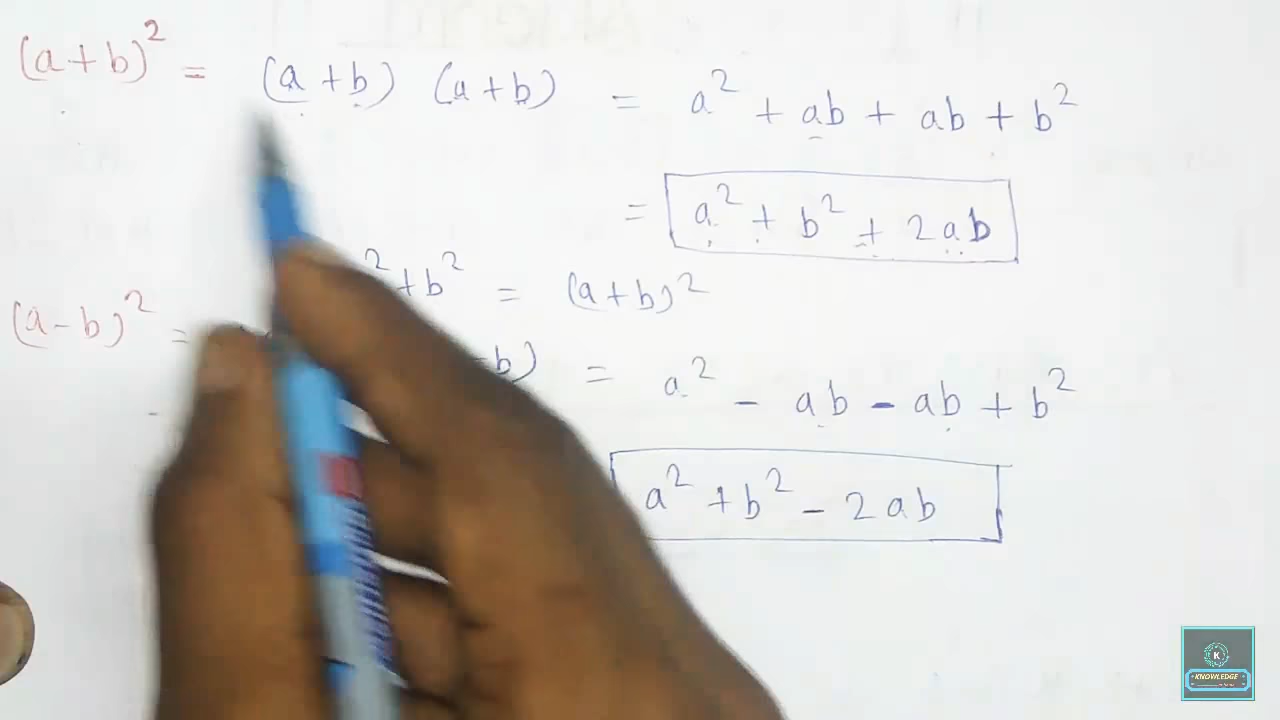 (a+b)² = (a+b) (a+b) = a² + ab + ab + b²
= a² + b² + 2ab
² + b² = (a+b)²
(a-b)² =
b) = a² - ab - ab + b²
a² + b² - 2ab
K
KNOWLEDGE